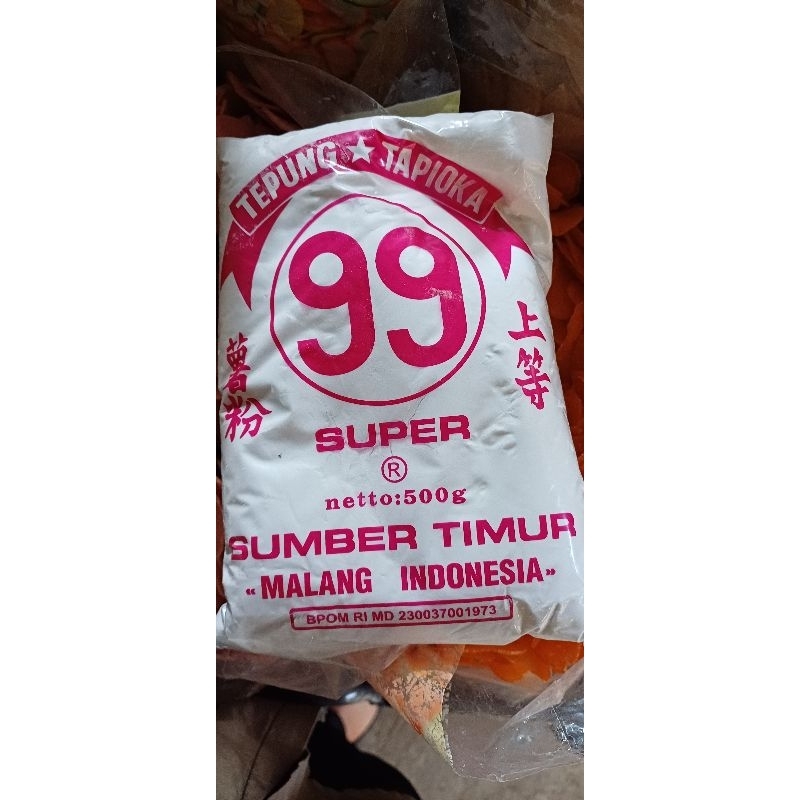 TEPUNG ★ TAPIOKA
99
上等
薯粉
SUPER
®
netto:500g
SUMBER TIMUR
"MALANG INDONESIA"
BPOM RI MD 230037001973